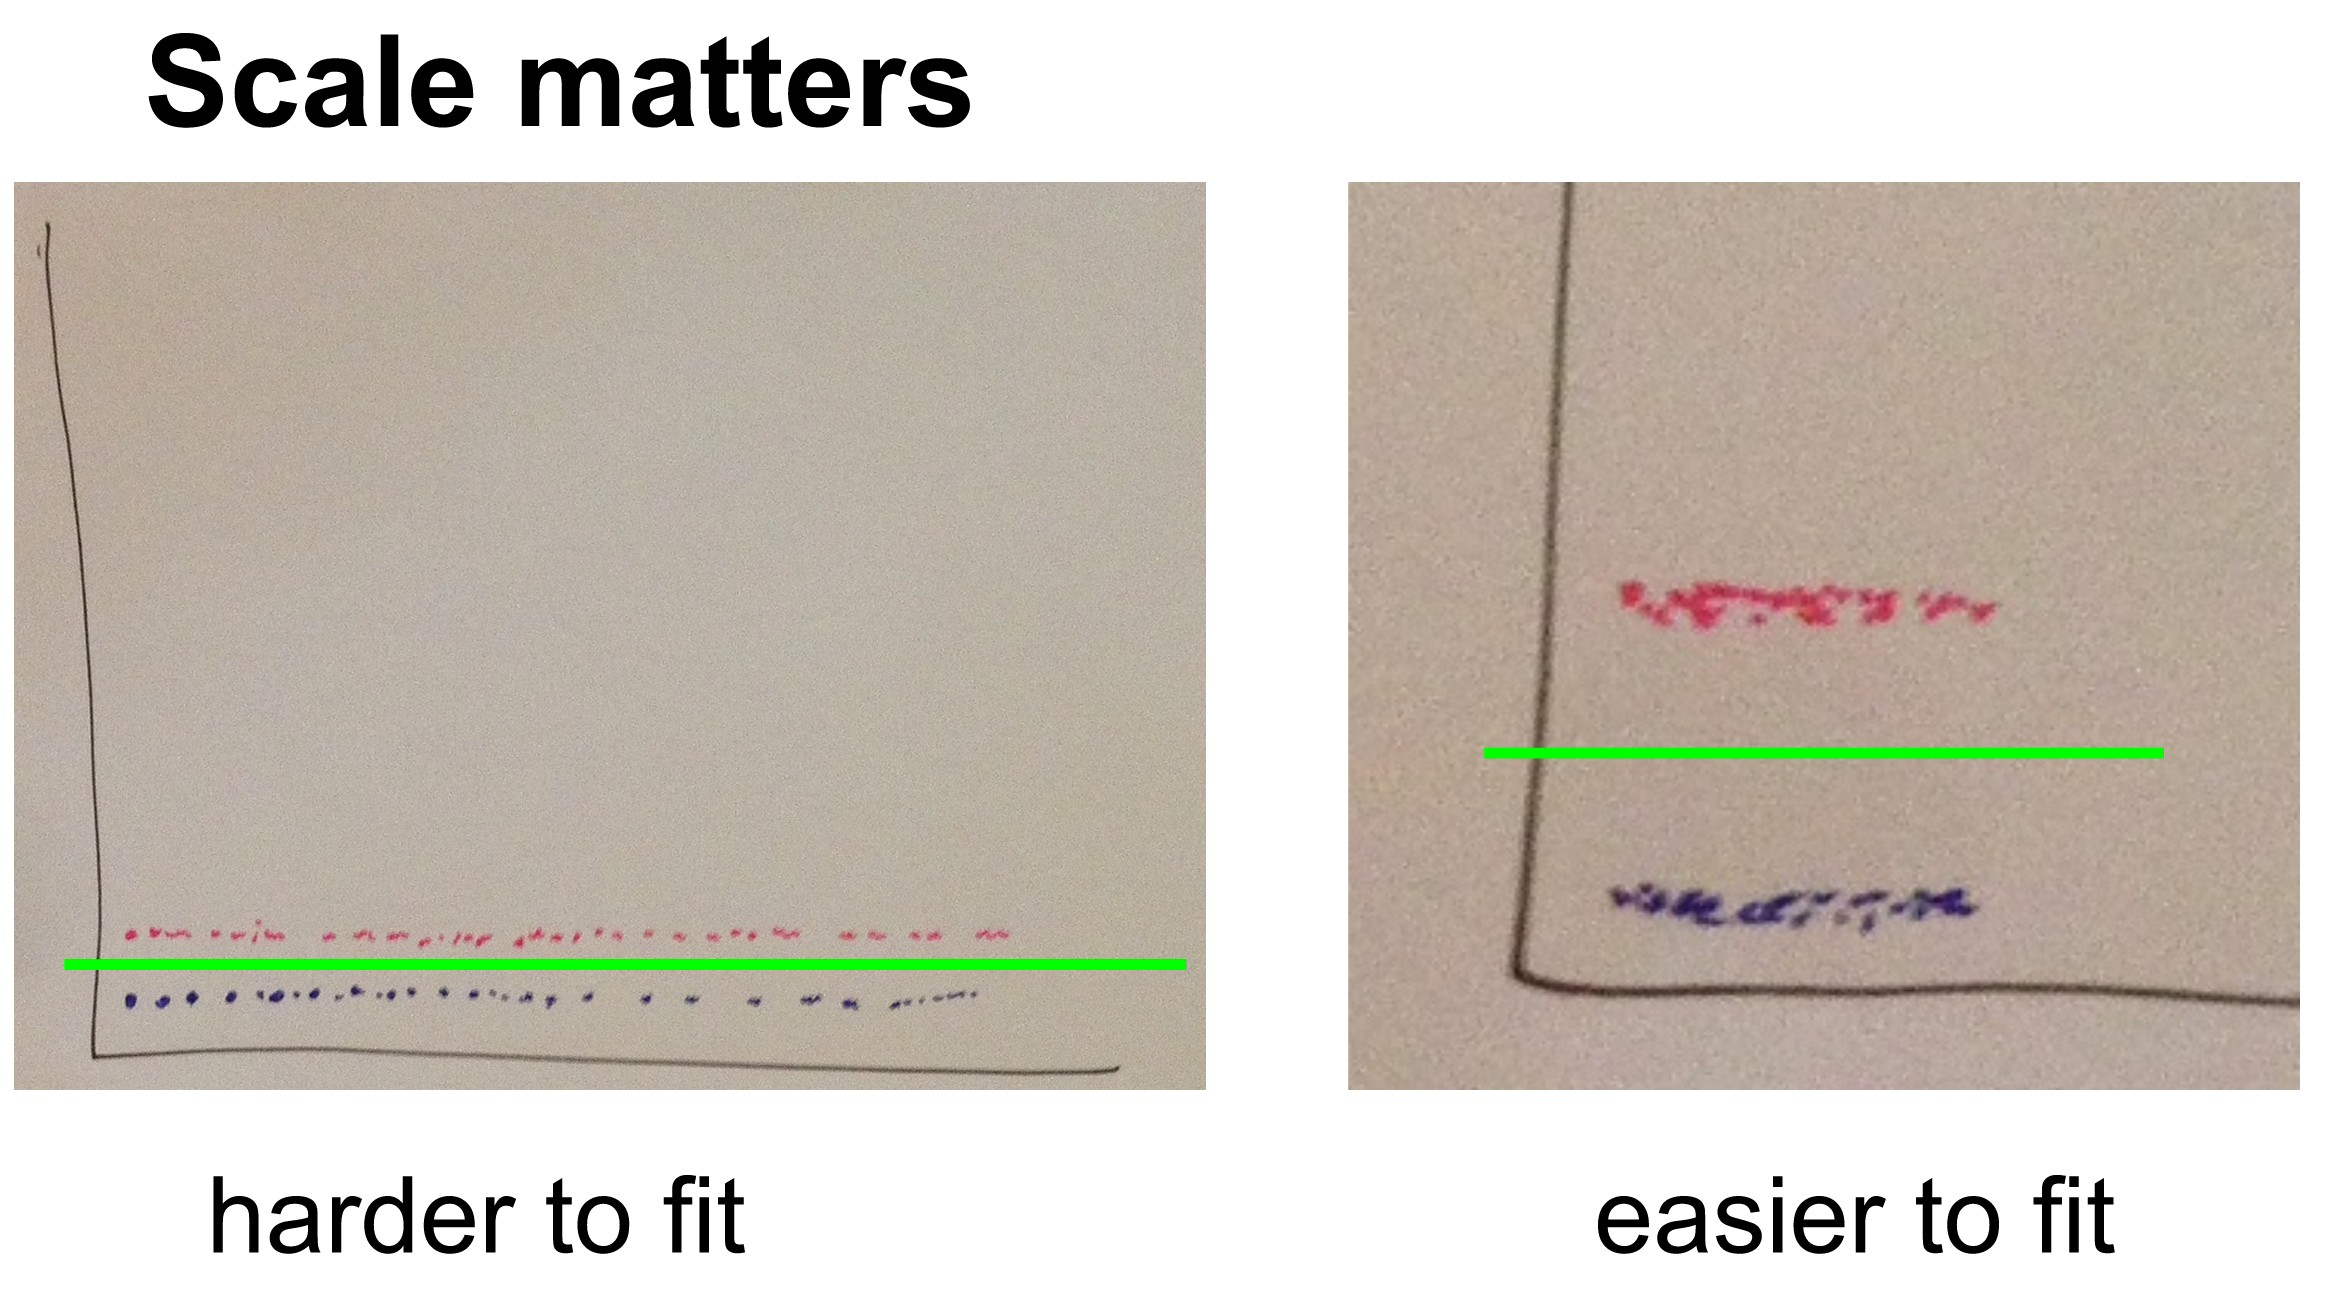 Scale matters
harder to fit
easier to fit